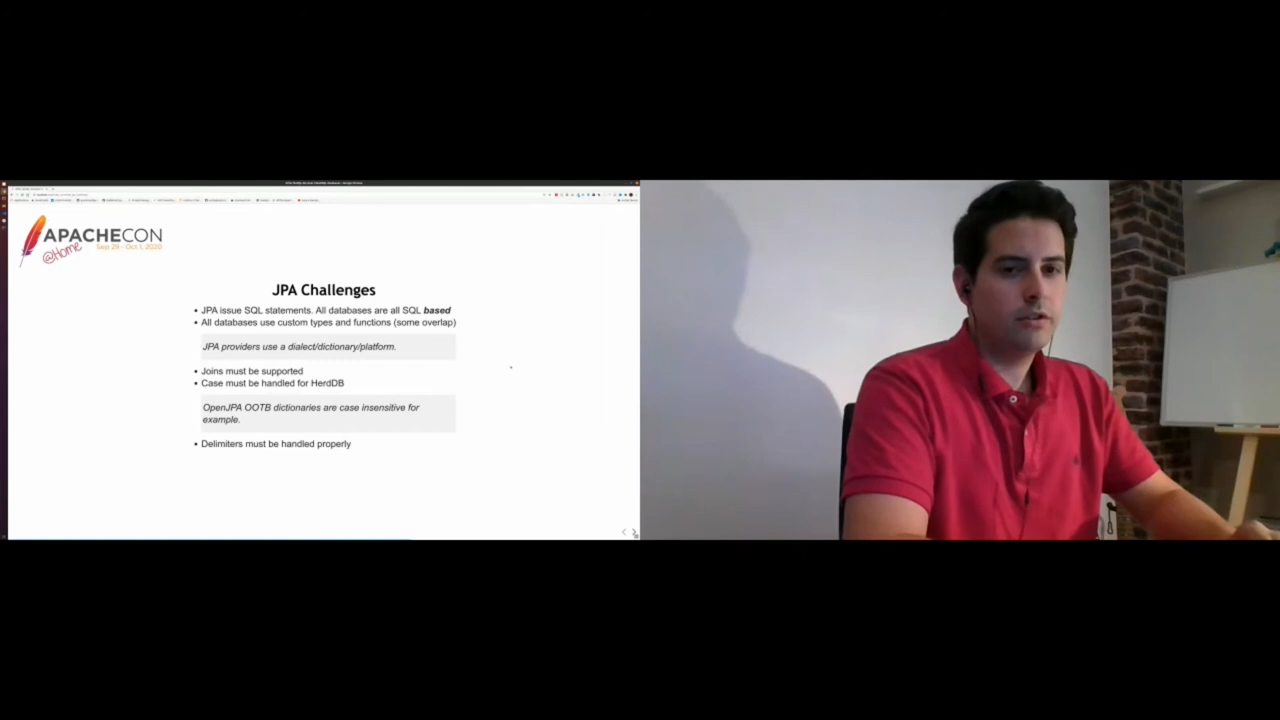 APACHECON
@Home
Sep 29 - Oct 1, 2020
JPA Challenges
• JPA issue SQL statements. All databases are all SQL based
• All databases use custom types and functions (some overlap)
JPA providers use a dialect/dictionary/platform.
• Joins must be supported
• Case must be handled for HerdDB
OpenJPA OOTB dictionaries are case insensitive for
example.
• Delimiters must be handled properly